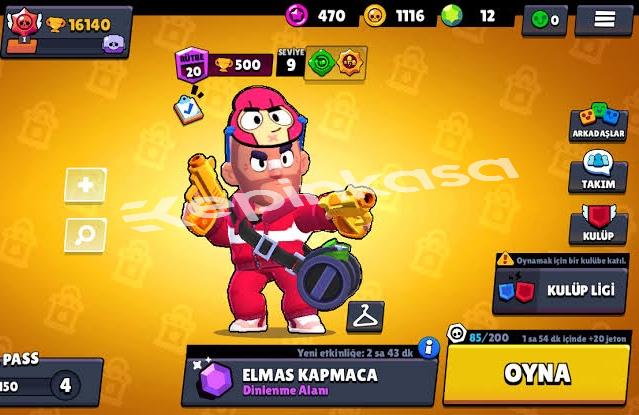 16140
I
470
1116
12
0
RÜTBE
20
500
SEVİYE
9
ARKADAŞLAR
TAKIM
KULÜP
epinkasa
Oynamak için bir kulübe katıl.
KULÜP LİGİ
PASS
150
4
Yeni etkinliğe: 2 sa 43 dk
i
ELMAS KAPMACA
Dinlenme Alanı
85/200
1 sa 54 dk içinde +20 jeton
OYNA